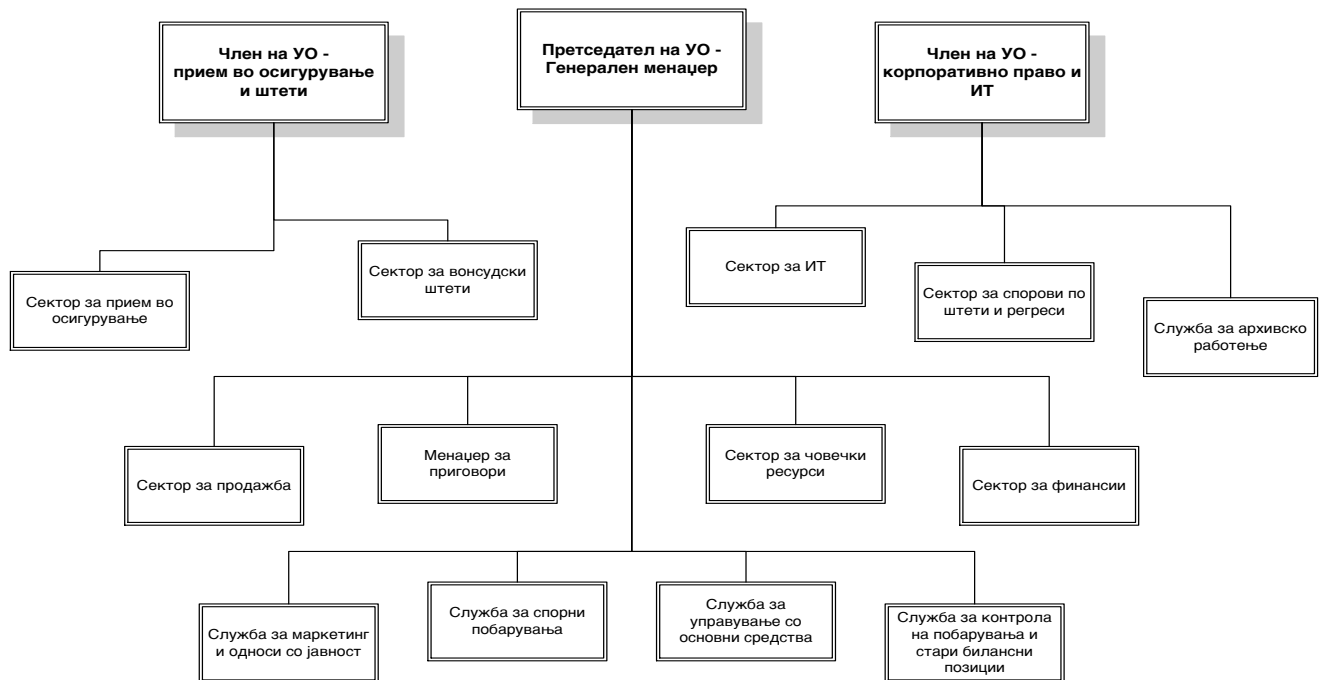 Член на УО -
прием во осигурување
и штети
Претседател на УО -
Генерален менаџер
Член на УО -
корпоративно право и
ИТ
Сектор за прием во
осигурување
Сектор за вонсудски
штети
Сектор за ИТ
Сектор за спорови по
штети и регреси
Служба за архивско
работење
Сектор за продажба
Менаџер за
приговори
Сектор за човечки
ресурси
Сектор за финансии
Служба за маркетинг
и односи со јавност
Служба за спорни
побарувања
Служба за
управување со
основни средства
Служба за контрола
на побарувања и
стари билансни
позиции